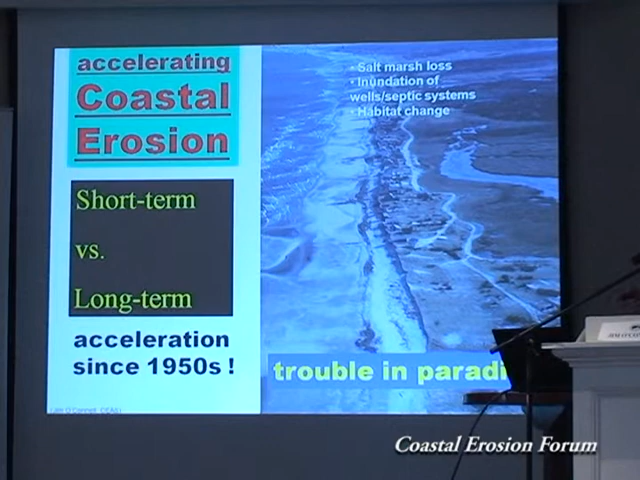 accelerating
Coastal
Erosion
Short-term
vs.
Long-term
acceleration
since 1950s !
• Salt marsh loss
• Inundation of
wells/septic systems
• Habitat change
trouble in paradi
Coastal Erosion Forum